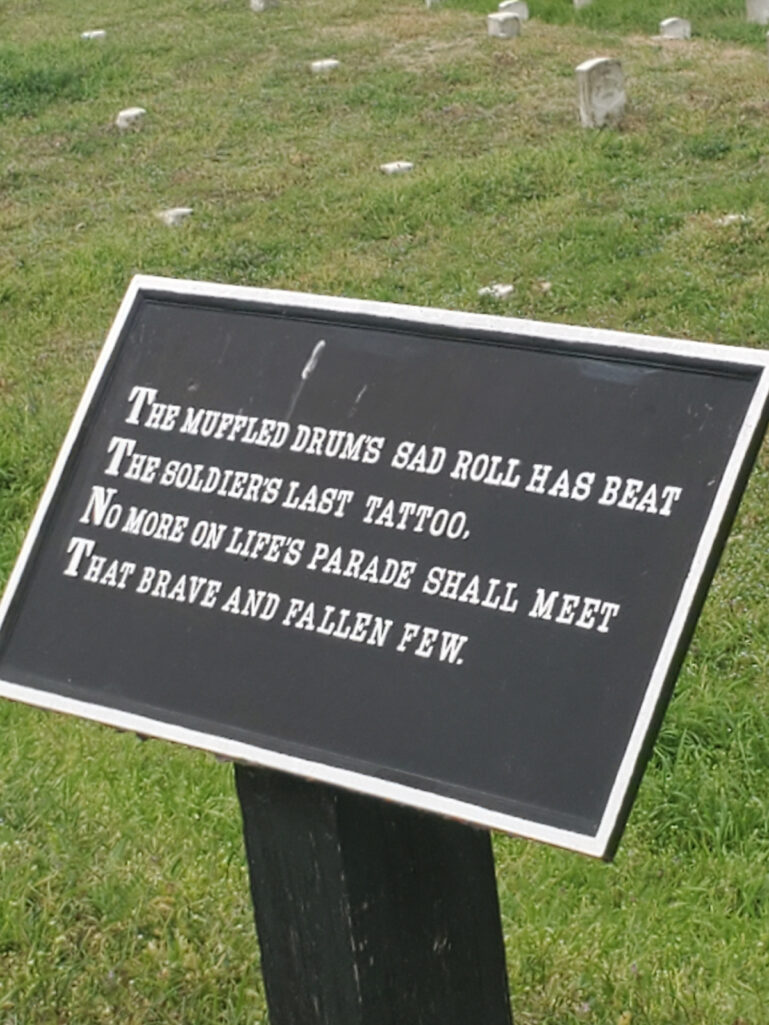 THE MUFFLED DRUM'S SAD ROLL HAS BEAT
THE SOLDIER'S LAST TATTOO,
NO MORE ON LIFE'S PARADE SHALL MEET
THAT BRAVE AND FALLEN FEW.